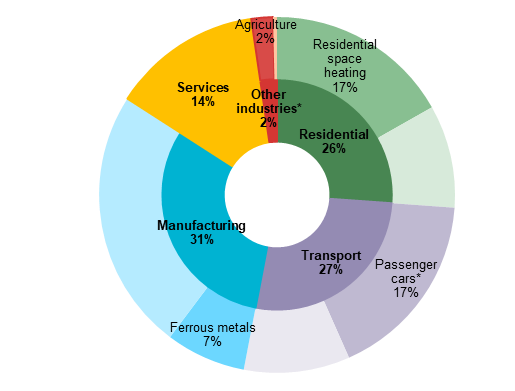 Agriculture
2%
Residential
space
heating
17%
Services
14%
Other
industries*
2%
Residential
26%
Manufacturing
31%
Transport
27%
Passenger
cars*
17%
Ferrous metals
7%